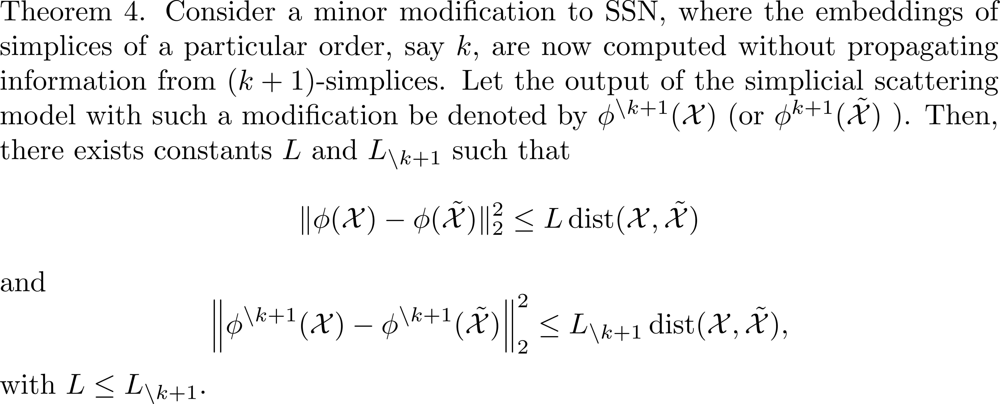 Theorem 4. Consider a minor modification to SSN, where the embeddings of
simplices of a particular order, say $k$, are now computed without propagating
information from $(k+1)$-simplices. Let the output of the simplicial scattering
model with such a modification be denoted by $\phi^{\backslash k+1}(\mathcal{X})$ (or $\phi^{k+1}(\tilde{\mathcal{X}})$ ). Then,
there exists constants $L$ and $L_{\backslash k+1}$ such that
$\|\phi(\mathcal{X}) - \phi(\tilde{\mathcal{X}})\|_2^2 \leq L \operatorname{dist}(\mathcal{X}, \tilde{\mathcal{X}})$
and
$\left\|\phi^{\backslash k+1}(\mathcal{X}) - \phi^{\backslash k+1}(\tilde{\mathcal{X}})\right\|_2^2 \leq L_{\backslash k+1} \operatorname{dist}(\mathcal{X}, \tilde{\mathcal{X}}),$
with $L \leq L_{\backslash k+1}$.